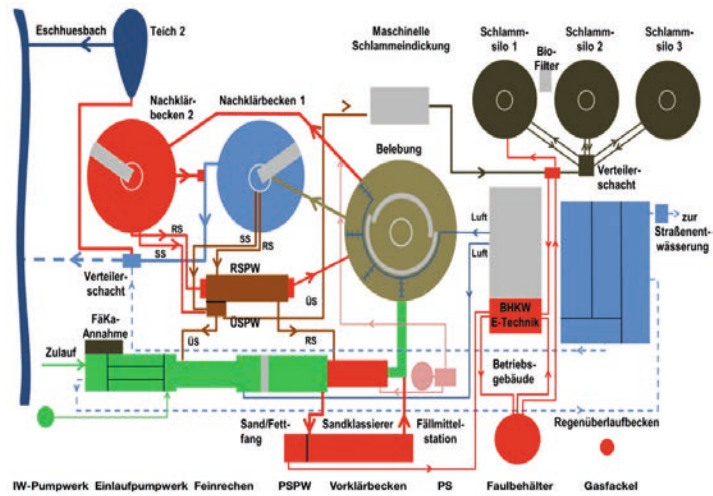 Eschhuesbach
Teich 2
Maschinelle
Schlammeindickung
Schlamm-
silo 1
Bio-
Filter
Schlamm-
silo 2
Schlamm-
silo 3
Nachklär-
becken 2
Nachklärbecken 1
Belebung
Verteiler-
schacht
Luft
Luft
zur
Straßenent-
wässerung
RS
SS
SS
RS
RSPW
ÜS
Verteiler-
schacht
ÜSPW
BHKW
E-Technik
FäKa-
Annahme
ÜS
RS
Zulauf
Betriebs-
gebäude
Sand/Fett-
fang
Sandklassierer
Fällmittel-
station
Regenüberlaufbecken
IW-Pumpwerk
Einlaufpumpwerk
Feinrechen
PSPW
Vorklärbecken
PS
Faulbehälter
Gasfackel